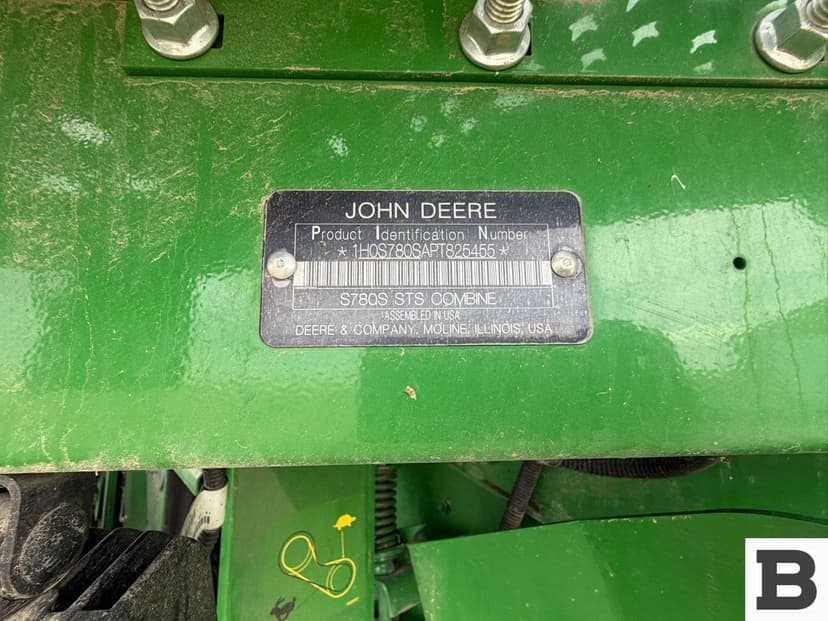 JOHN DEERE
Product Identification Number
*1H0S780SAPT825455*
S780S STS COMBINE
ASSEMBLED IN USA
DEERE & COMPANY, MOLINE, ILLINOIS, USA
B